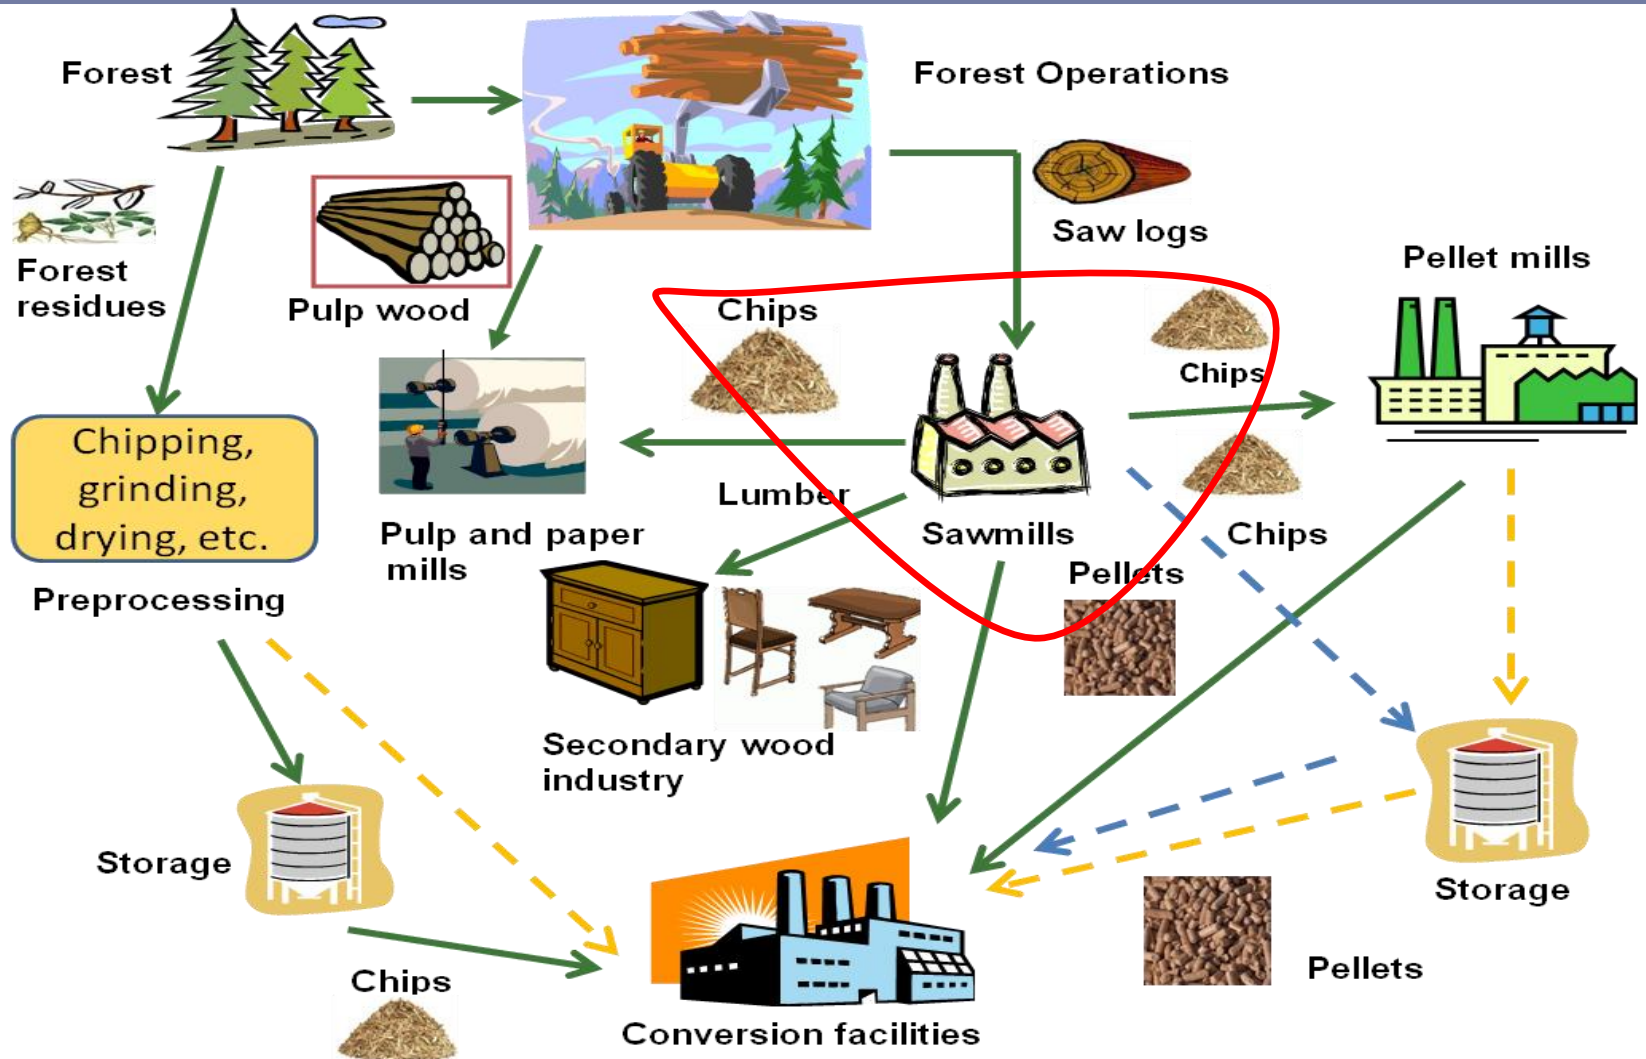 Forest
Forest Operations
Forest
residues
Pulp wood
Saw logs
Pellet mills
Chips
Chips
Chipping,
grinding,
drying, etc.
Lumber
Pulp and paper
mills
Sawmills
Chips
Preprocessing
Pellets
Secondary wood
industry
Storage
Storage
Chips
Pellets
Conversion facilities